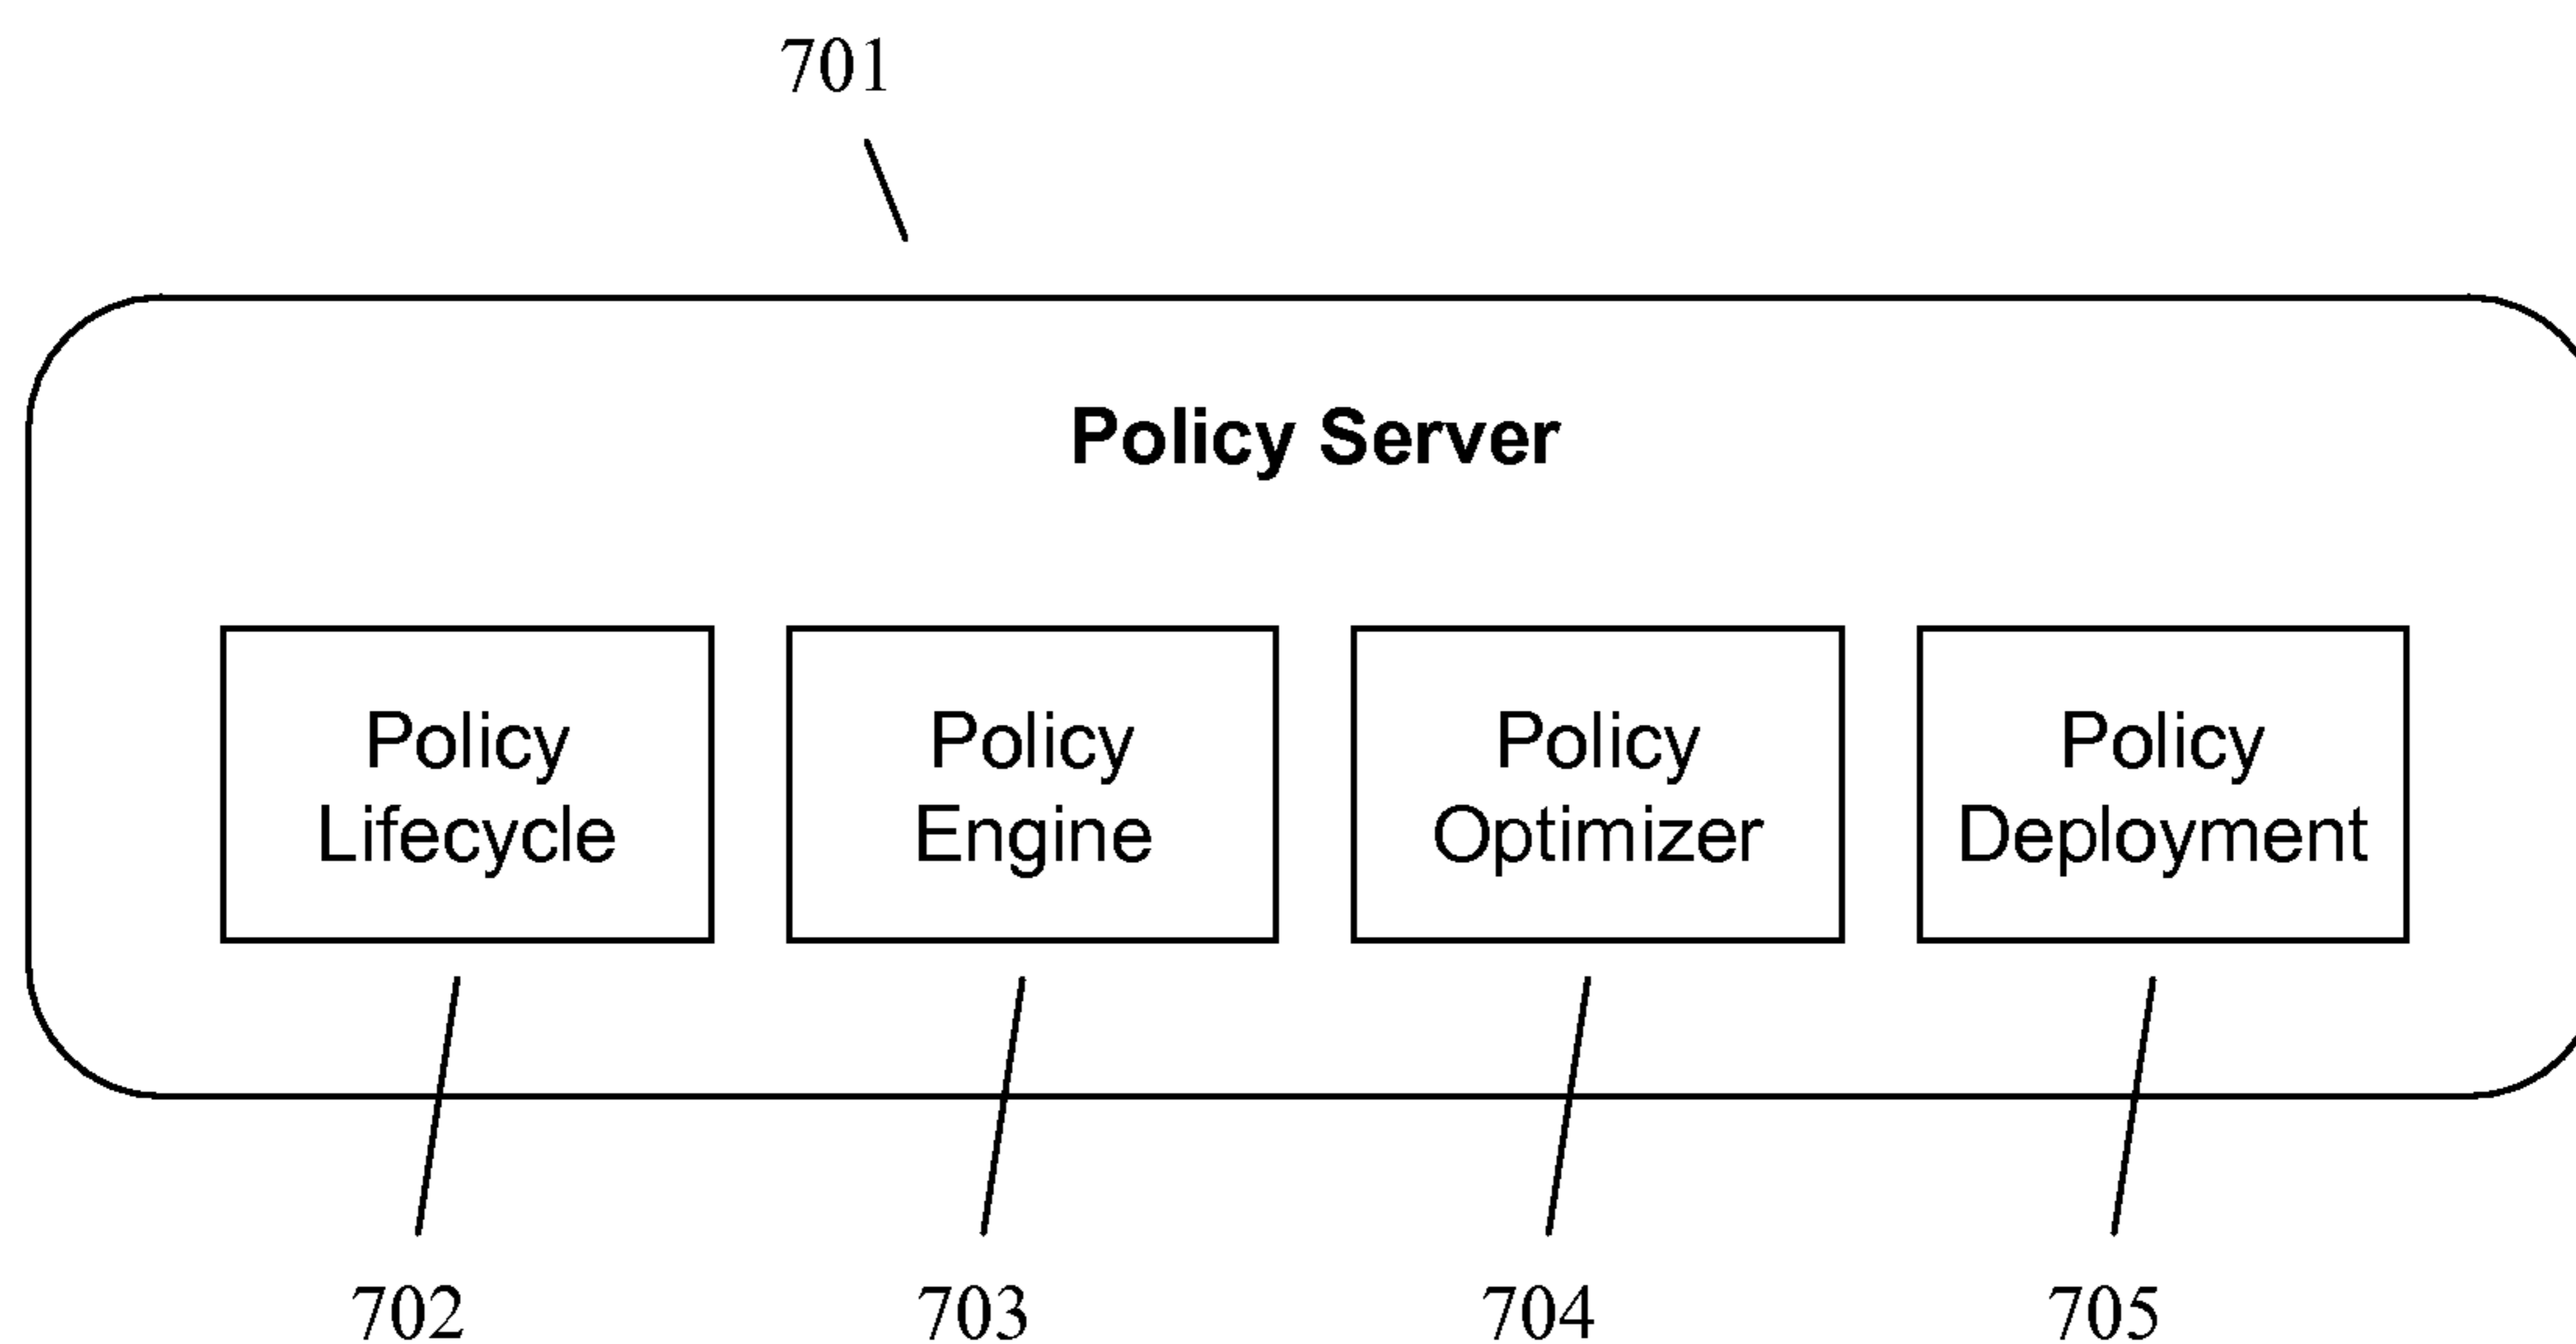 701
Policy Server
Policy
Lifecycle
Policy
Engine
Policy
Optimizer
Policy
Deployment
702
703
704
705